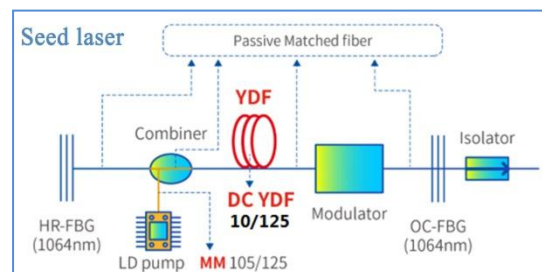 Seed laser
Passive Matched fiber
YDF
Combiner
Isolator
DC YDF
10/125
Modulator
HR-FBG
(1064nm)
OC-FBG
(1064nm)
LD pump
MM 105/125